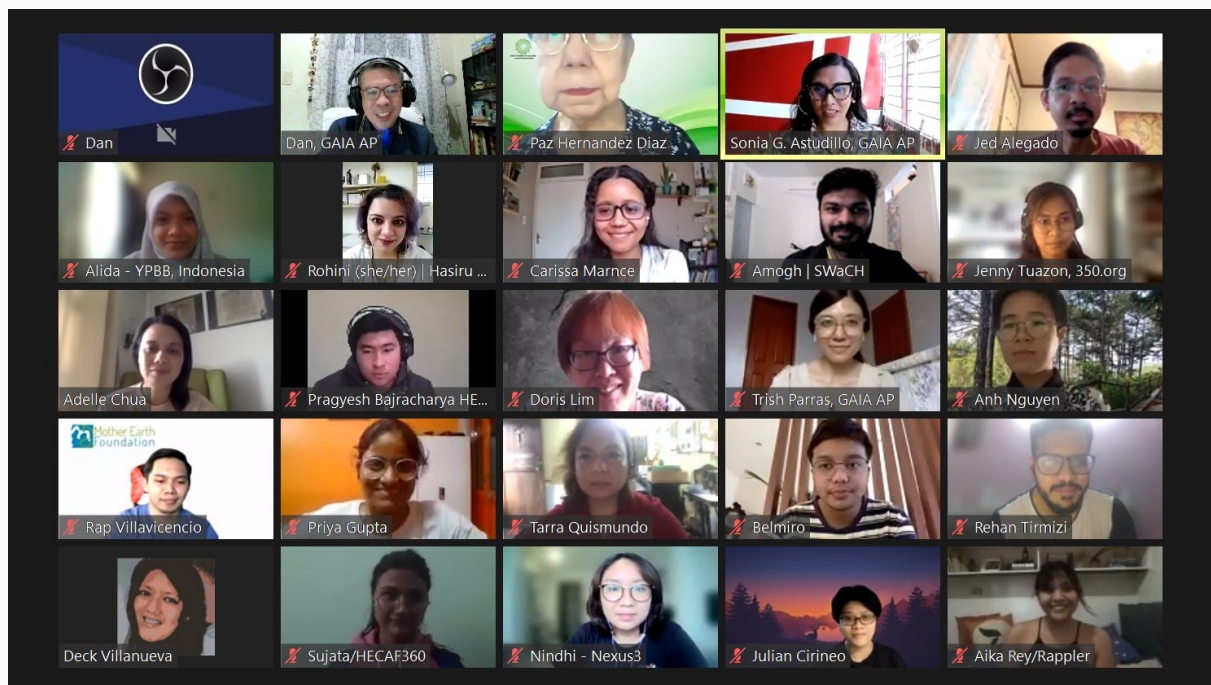 Dan
Dan, GAIA AP
Paz Hernandez Diaz
Sonia G. Astudillo, GAIA AP
Jed Alegado
Alida - YPBB, Indonesia
Rohini (she/her) | Hasiru ...
Carissa Marnce
Amogh | SWaCH
Jenny Tuazon, 350.org
Adelle Chua
Pragyesh Bajracharya HE...
Doris Lim
Trish Parras, GAIA AP
Anh Nguyen
Mother Earth
Foundation
Rap Villavicencio
Priya Gupta
Tarra Quismundo
Belmiro
Rehan Tirmizi
Deck Villanueva
Sujata/HECAF360
Nindhi - Nexus3
Julian Cirineo
Aika Rey/Rappler